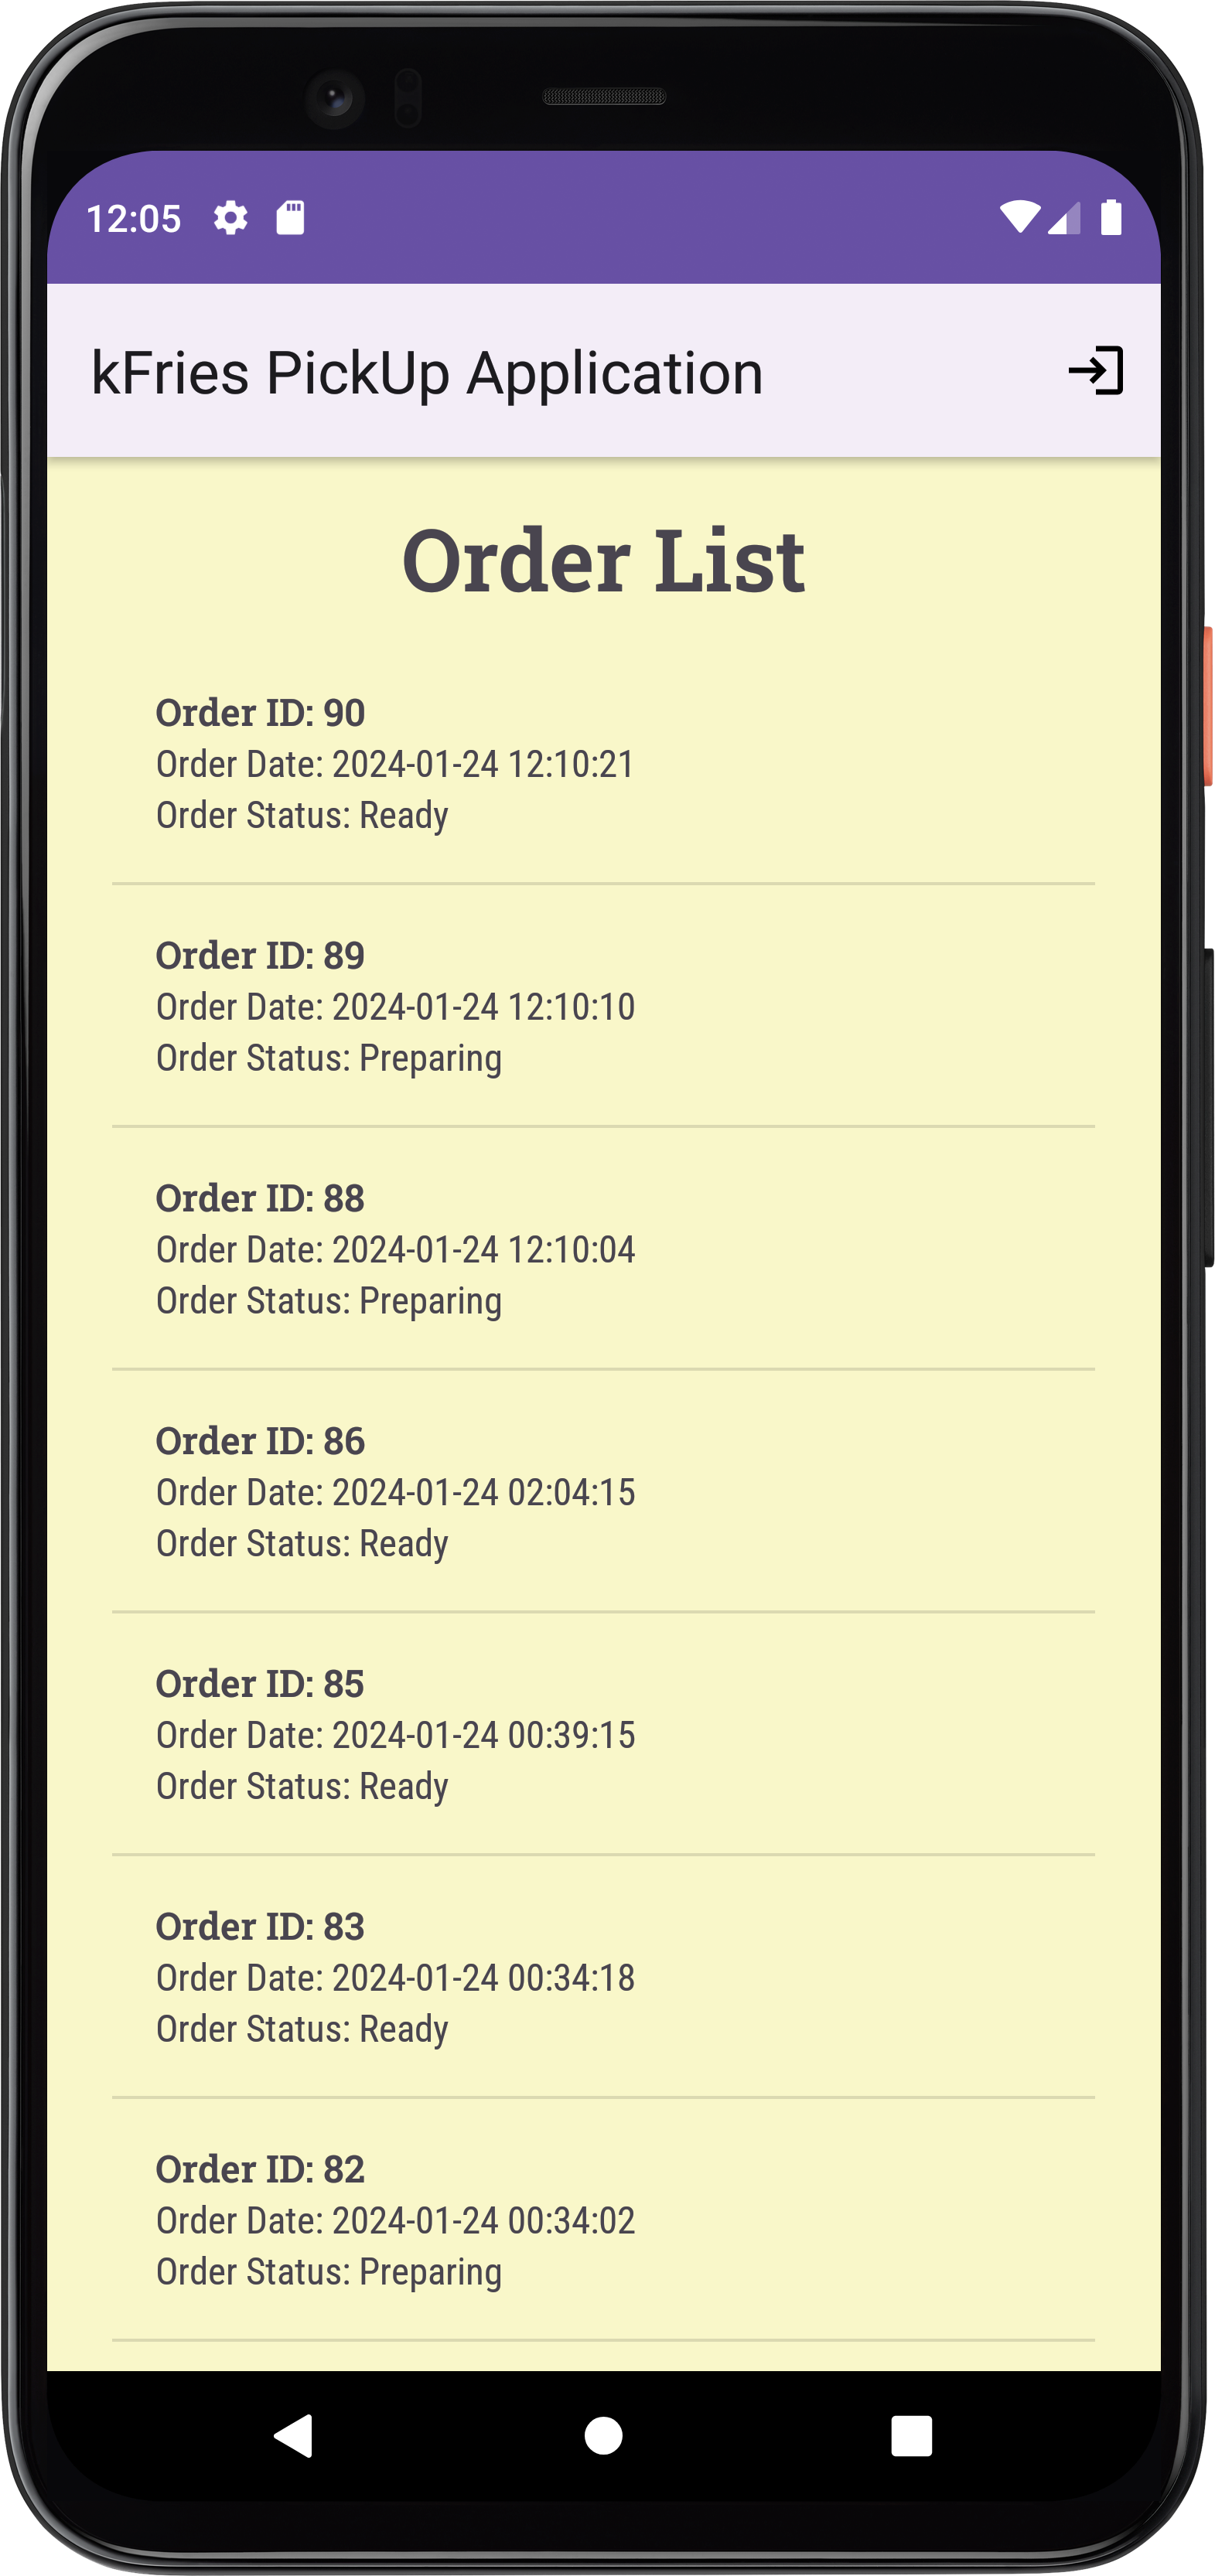 12:05
kFries PickUp Application
Order List
Order ID: 90
Order Date: 2024-01-24 12:10:21
Order Status: Ready
Order ID: 89
Order Date: 2024-01-24 12:10:10
Order Status: Preparing
Order ID: 88
Order Date: 2024-01-24 12:10:04
Order Status: Preparing
Order ID: 86
Order Date: 2024-01-24 02:04:15
Order Status: Ready
Order ID: 85
Order Date: 2024-01-24 00:39:15
Order Status: Ready
Order ID: 83
Order Date: 2024-01-24 00:34:18
Order Status: Ready
Order ID: 82
Order Date: 2024-01-24 00:34:02
Order Status: Preparing